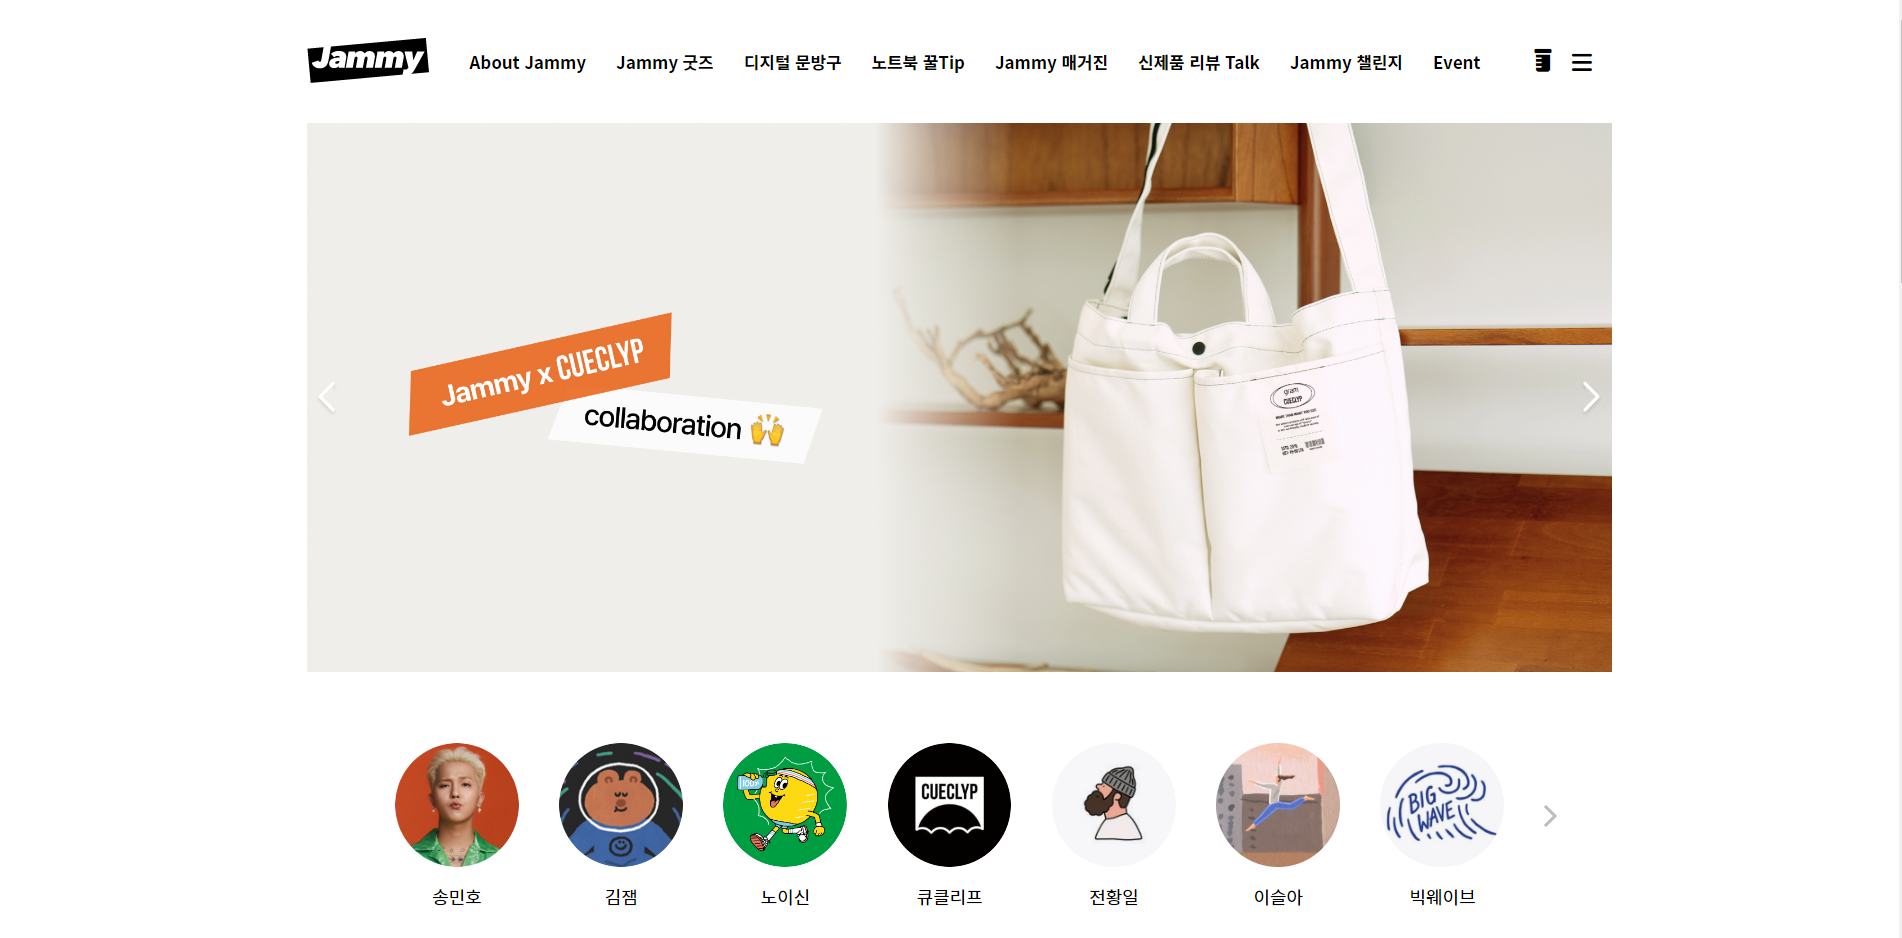 Jammy
About Jammy
Jammy 굿즈
디지털 문방구
노트북 꿀Tip
Jammy 매거진
신제품 리뷰 Talk
Jammy 챌린지
Event
Jammy x CUECLYP
collaboration 🙌
gram
CUECLYP
100%
CUECLYP
BIG
WAVE
송민호
김잼
노이신
큐클리프
전황일
이슬아
빅웨이브